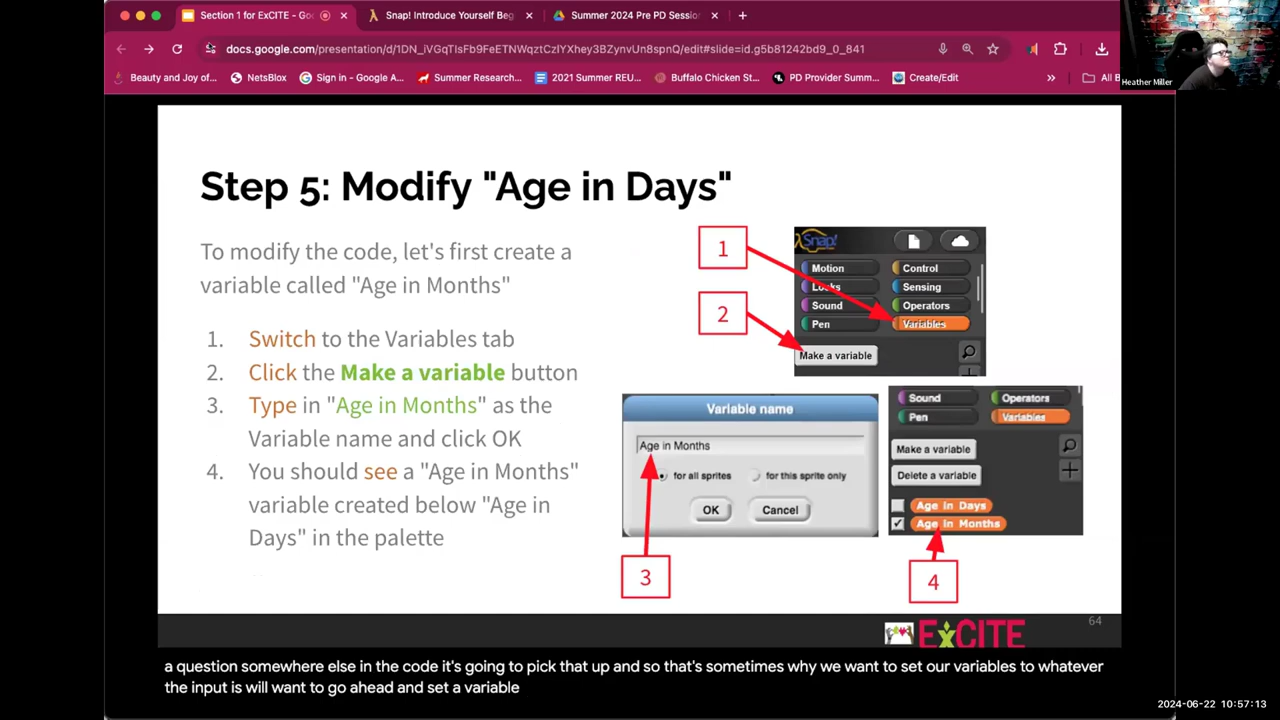 Section 1 for ExCITE - Goo
Snap! Introduce Yourself Beg
Summer 2024 Pre PD Sessio
docs.google.com/presentation/d/1DN_iVGqTIsFb9FeETNWqztCzIYXhey3BZynvUn8spnQ/edit#slide=id.g5b81242bd9_0_841
Beauty and Joy of...
NetsBlox
Sign in - Google A...
Summer Research...
2021 Summer REU...
Buffalo Chicken St...
PD Provider Summ...
Create/Edit
»
All B
Heather Miller
Step 5: Modify "Age in Days"
To modify the code, let's first create a
variable called "Age in Months"
1. Switch to the Variables tab
2. Click the Make a variable button
3. Type in "Age in Months" as the
Variable name and click OK
4. You should see a "Age in Months"
variable created below "Age in
Days" in the palette
1
2
Snap!
Motion Control
Looks Sensing
Sound Operators
Pen Variables
Make a variable
Variable name
Age in Months
for all sprites for this sprite only
OK Cancel
3
Sound Operators
Pen Variables
Make a variable
Delete a variable
Age in Days
Age in Months
4
64
ExCITE
a question somewhere else in the code it's going to pick that up and so that's sometimes why we want to set our variables to whatever
the input is will want to go ahead and set a variable
2024-06-22 10:57:13